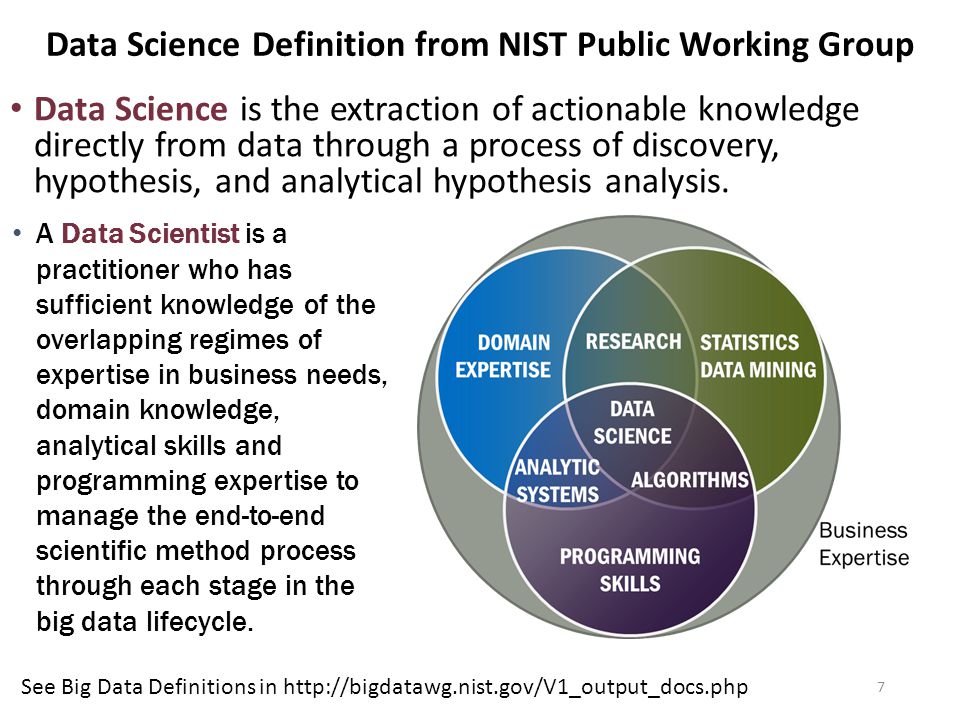 Data Science Definition from NIST Public Working Group
• Data Science is the extraction of actionable knowledge
directly from data through a process of discovery,
hypothesis, and analytical hypothesis analysis.
• A Data Scientist is a
practitioner who has
sufficient knowledge of the
overlapping regimes of
expertise in business needs,
domain knowledge,
analytical skills and
programming expertise to
manage the end-to-end
scientific method process
through each stage in the
big data lifecycle.
DOMAIN
EXPERTISE
RESEARCH
STATISTICS
DATA MINING
DATA
SCIENCE
ANALYTIC
SYSTEMS
ALGORITHMS
PROGRAMMING
SKILLS
Business
Expertise
See Big Data Definitions in http://bigdatawg.nist.gov/V1_output_docs.php
7